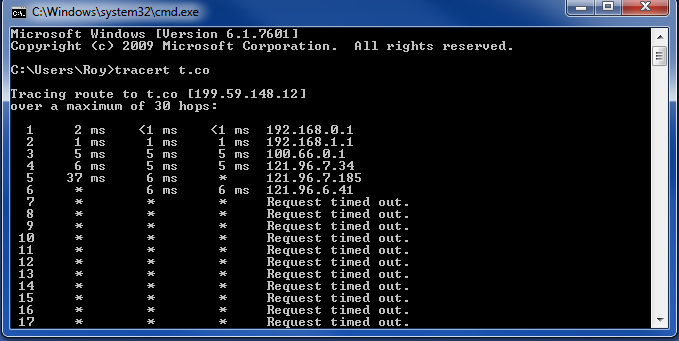 C:\Windows\system32\cmd.exe
Microsoft Windows [Version 6.1.7601]
Copyright (c) 2009 Microsoft Corporation.  All rights reserved.
C:\Users\Roy>tracert t.co
Tracing route to t.co [199.59.148.12]
over a maximum of 30 hops:
1     2 ms    <1 ms    <1 ms  192.168.0.1
2     1 ms     1 ms     1 ms  192.168.1.1
3     5 ms     5 ms     5 ms  100.66.0.1
4     6 ms     5 ms     5 ms  121.96.7.34
5    37 ms     6 ms     *     121.96.7.185
6     *        6 ms     6 ms  121.96.6.41
7     *        *        *     Request timed out.
8     *        *        *     Request timed out.
9     *        *        *     Request timed out.
10     *        *        *     Request timed out.
11     *        *        *     Request timed out.
12     *        *        *     Request timed out.
13     *        *        *     Request timed out.
14     *        *        *     Request timed out.
15     *        *        *     Request timed out.
16     *        *        *     Request timed out.
17     *        *        *     Request timed out.